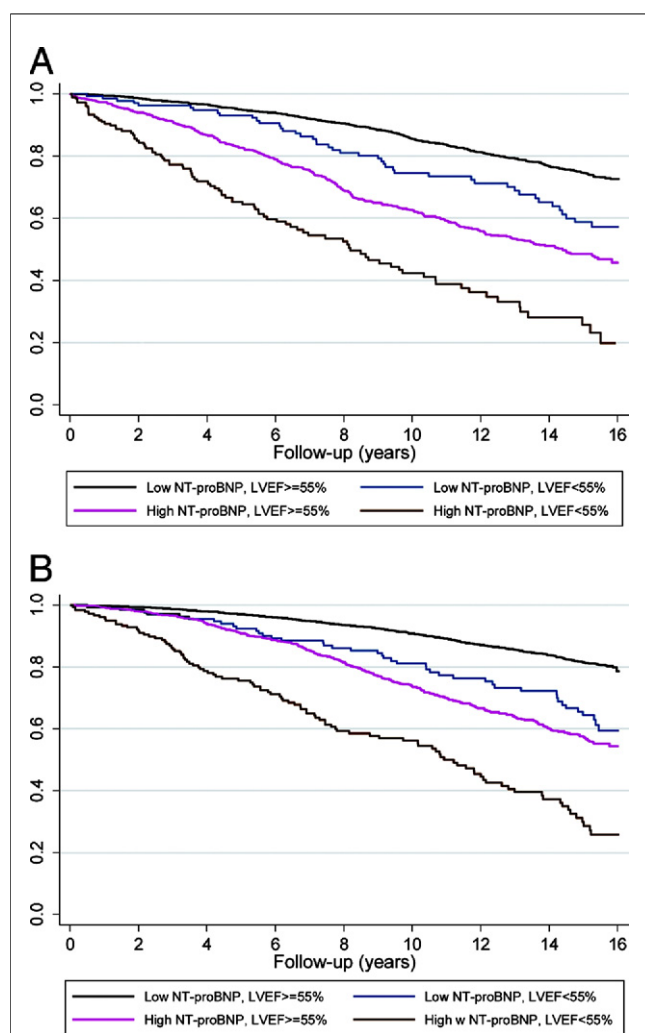 A
1.0
0.8
0.6
0.4
0.2
0.0
0 2 4 6 8 10 12 14 16
Follow-up (years)
Low NT-proBNP, LVEF>=55% Low NT-proBNP, LVEF<55%
High NT-proBNP, LVEF>=55% High NT-proBNP, LVEF<55%
B
1.0
0.8
0.6
0.4
0.2
0.0
0 2 4 6 8 10 12 14 16
Follow-up (years)
Low NT-proBNP, LVEF>=55% Low NT-proBNP, LVEF<55%
High NT-proBNP, LVEF>=55% High w NT-proBNP, LVEF<55%